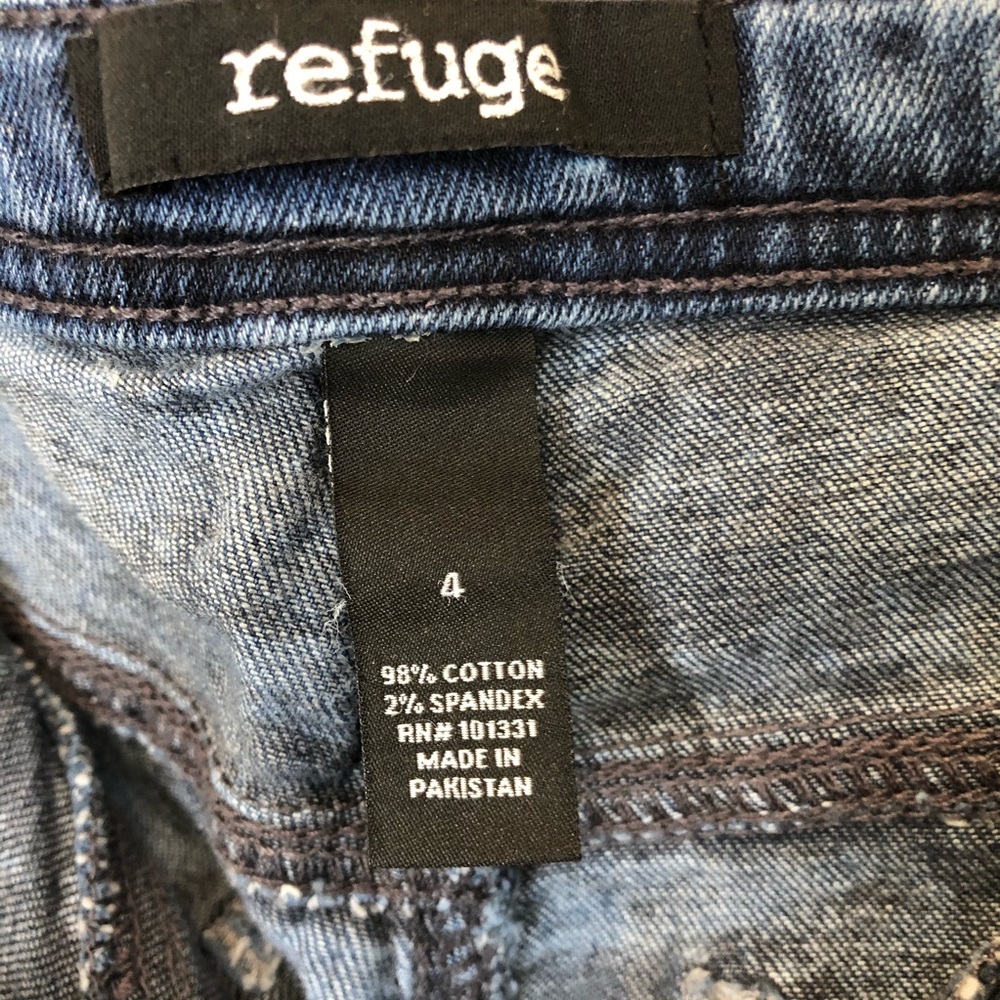 refuge
4
98% COTTON
2% SPANDEX
RN# 101331
MADE IN
PAKISTAN